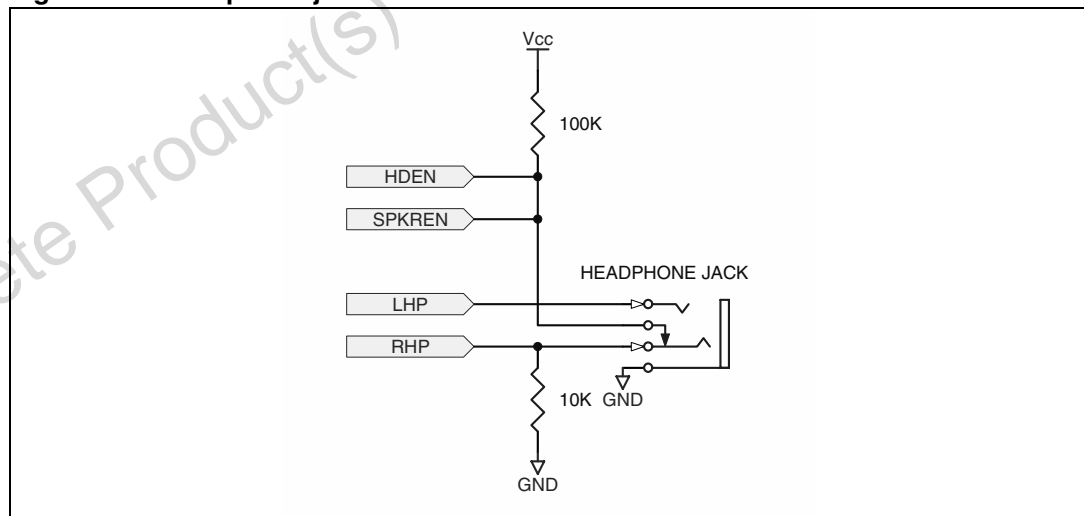 Product(s)
Vcc
100K
HDEN
SPKREN
HEADPHONE JACK
LHP
RHP
10K
GND
GND